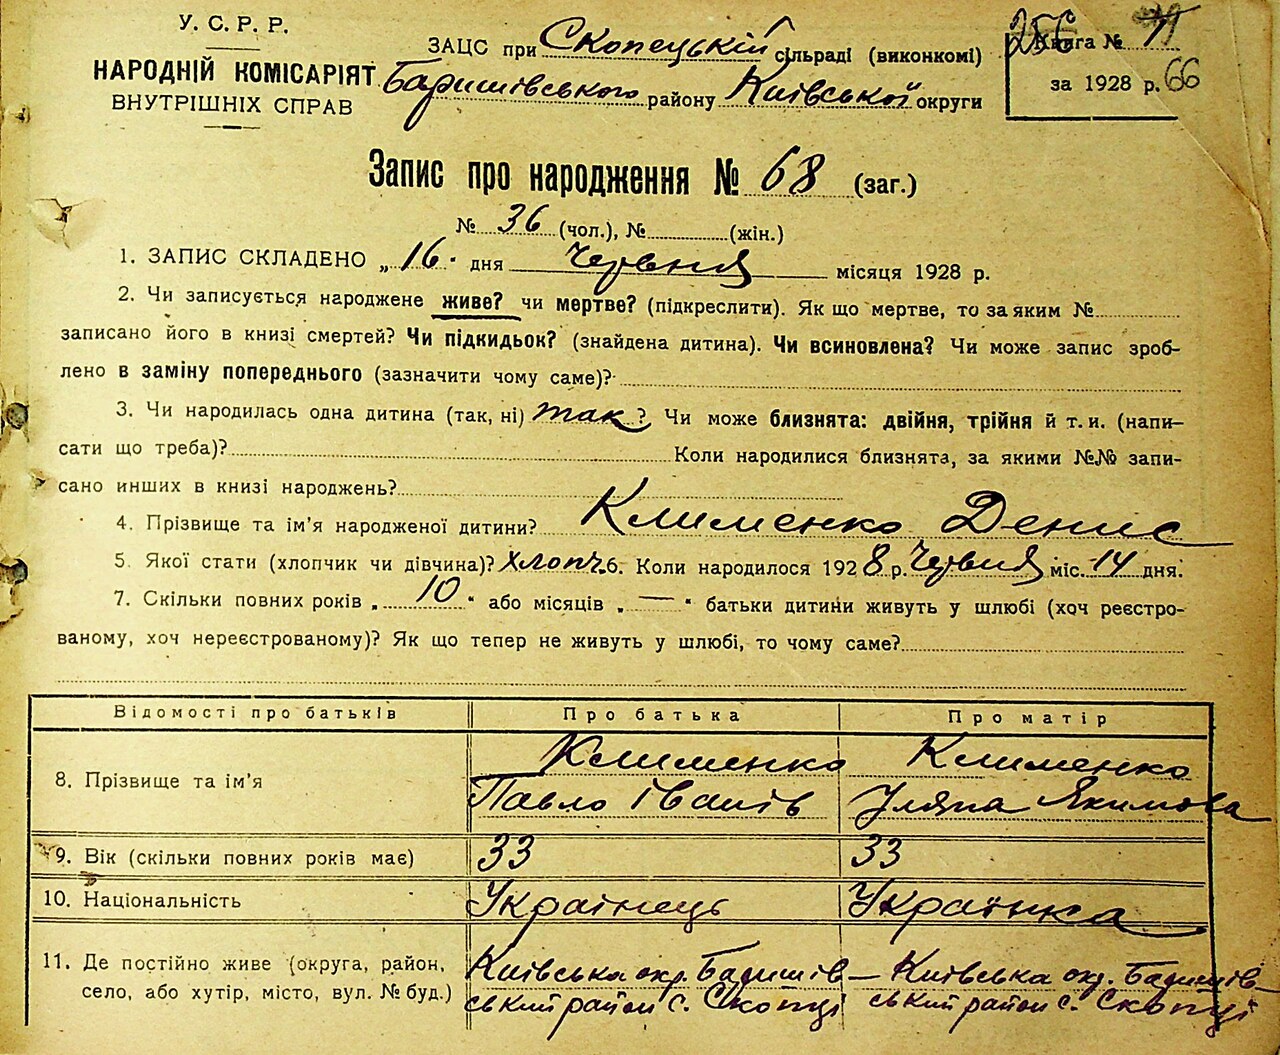 У. С. Р. Р.
НАРОДНІЙ КОМІСАРІЯТ
ВНУТРІШНІХ СПРАВ
ЗАЦС при Скопецькій сільраді (виконкомі)
Баришівського району Київської округи
256
Книга №
за 1928 р. 66
Запис про народження № 68 (заг.)
№ 36 (чол.), № (жін.)
1. ЗАПИС СКЛАДЕНО „16" дня Червня місяця 1928 р.
2. Чи записується народжене живе? чи мертве? (підкреслити). Як що мертве, то за яким №
записано його в книзі смертей? Чи підкидьок? (знайдена дитина). Чи всиновлена? Чи може запис зроб-
лено в заміну попереднього (зазначити чому саме)?
3. Чи народилась одна дитина (так, ні) так? Чи може близнята: двійня, трійня й т. и. (напи-
сати що треба)? Коли народилися близнята, за якими №№ запи-
сано инших в книзі народжень?
4. Прізвище та ім'я народженої дитини? Клименко Денис
5. Якої стати (хлопчик чи дівчина)? Хлопч. 6. Коли народилося 1928 р. Червня міс. 14 дня.
7. Скільки повних років „ 10 " або місяців „ — " батьки дитини живуть у шлюбі (хоч реєстро-
ваному, хоч нереєстрованому)? Як що тепер не живуть у шлюбі, то чому саме?
Відомості про батьків Про батька Про матір
8. Прізвище та ім'я Клименко Павло Іванів Клименко Уляна Якимова
9. Вік (скільки повних років має) 33 33
10. Національність Українець Українка
11. Де постійно живе (округа, район, Київська окр. Баришів— Київська окр. Баришів—
село, або хутір, місто, вул. № буд.) ський район с. Скопці ський район с. Скопці